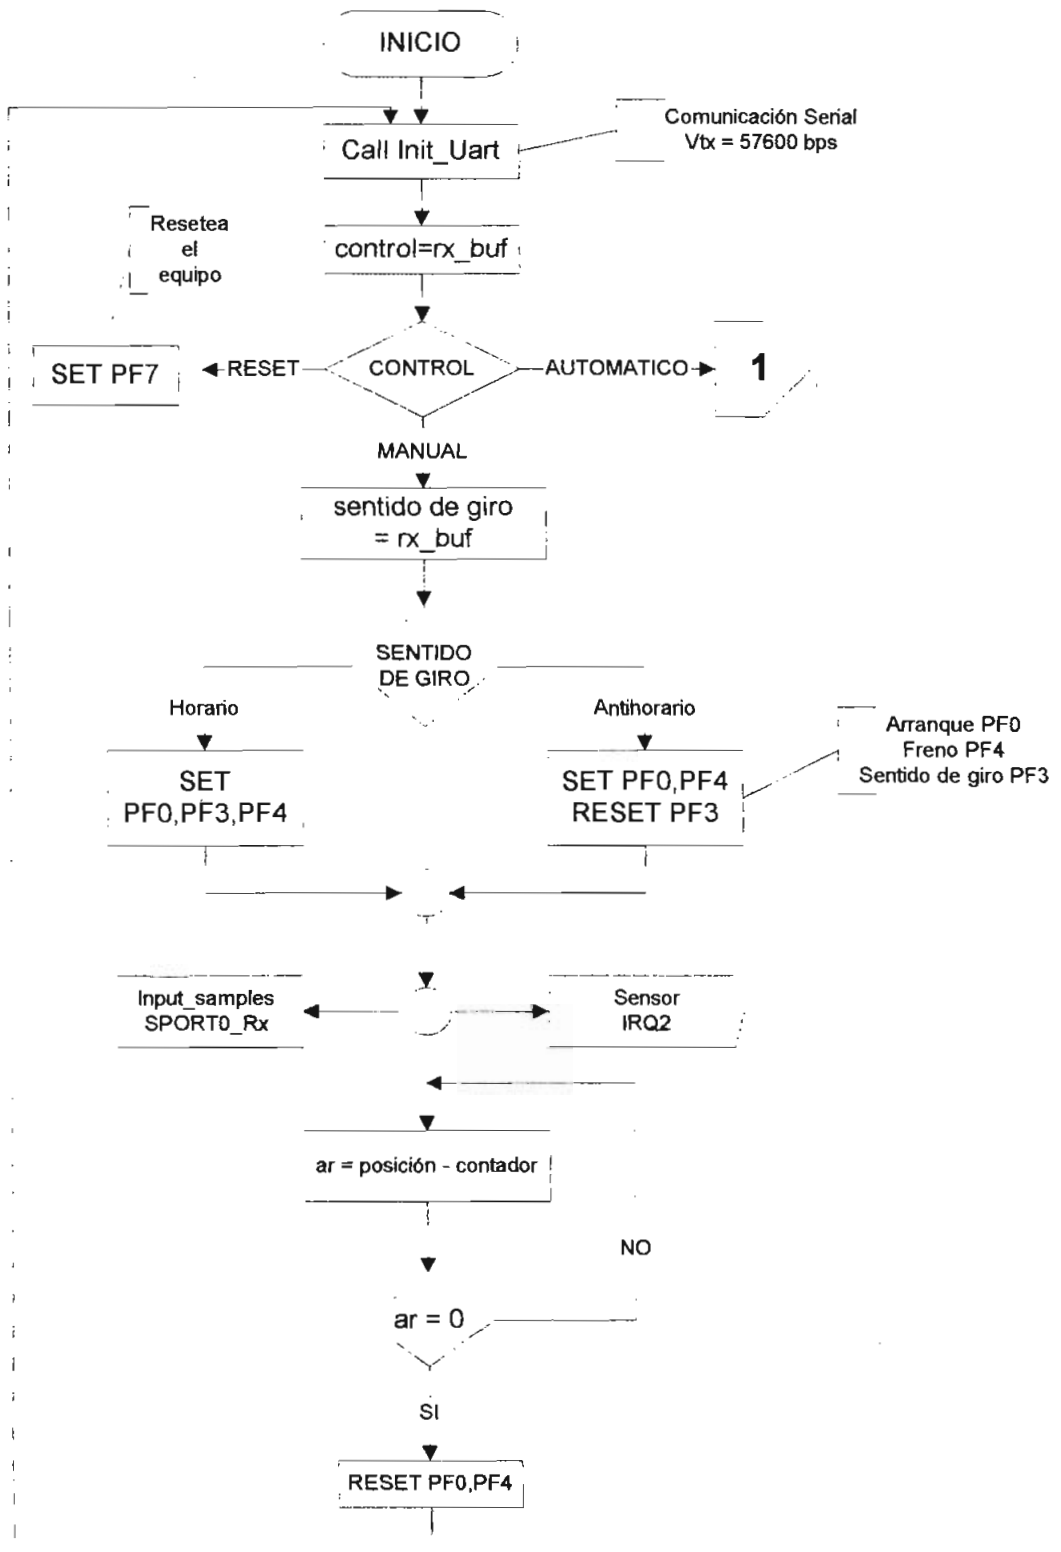 INICIO
Call Init_Uart
Comunicación Serial
Vtx = 57600 bps
Resetea
el
equipo
control=rx_buf
SET PF7
RESET
CONTROL
AUTOMATICO
1
MANUAL
sentido de giro
= rx_buf
SENTIDO
DE GIRO
Horario
Antihorario
SET
PF0,PF3,PF4
SET PF0,PF4
RESET PF3
Arranque PF0
Freno PF4
Sentido de giro PF3
Input_samples
SPORT0_Rx
Sensor
IRQ2
ar = posición - contador
NO
ar = 0
SI
RESET PF0,PF4